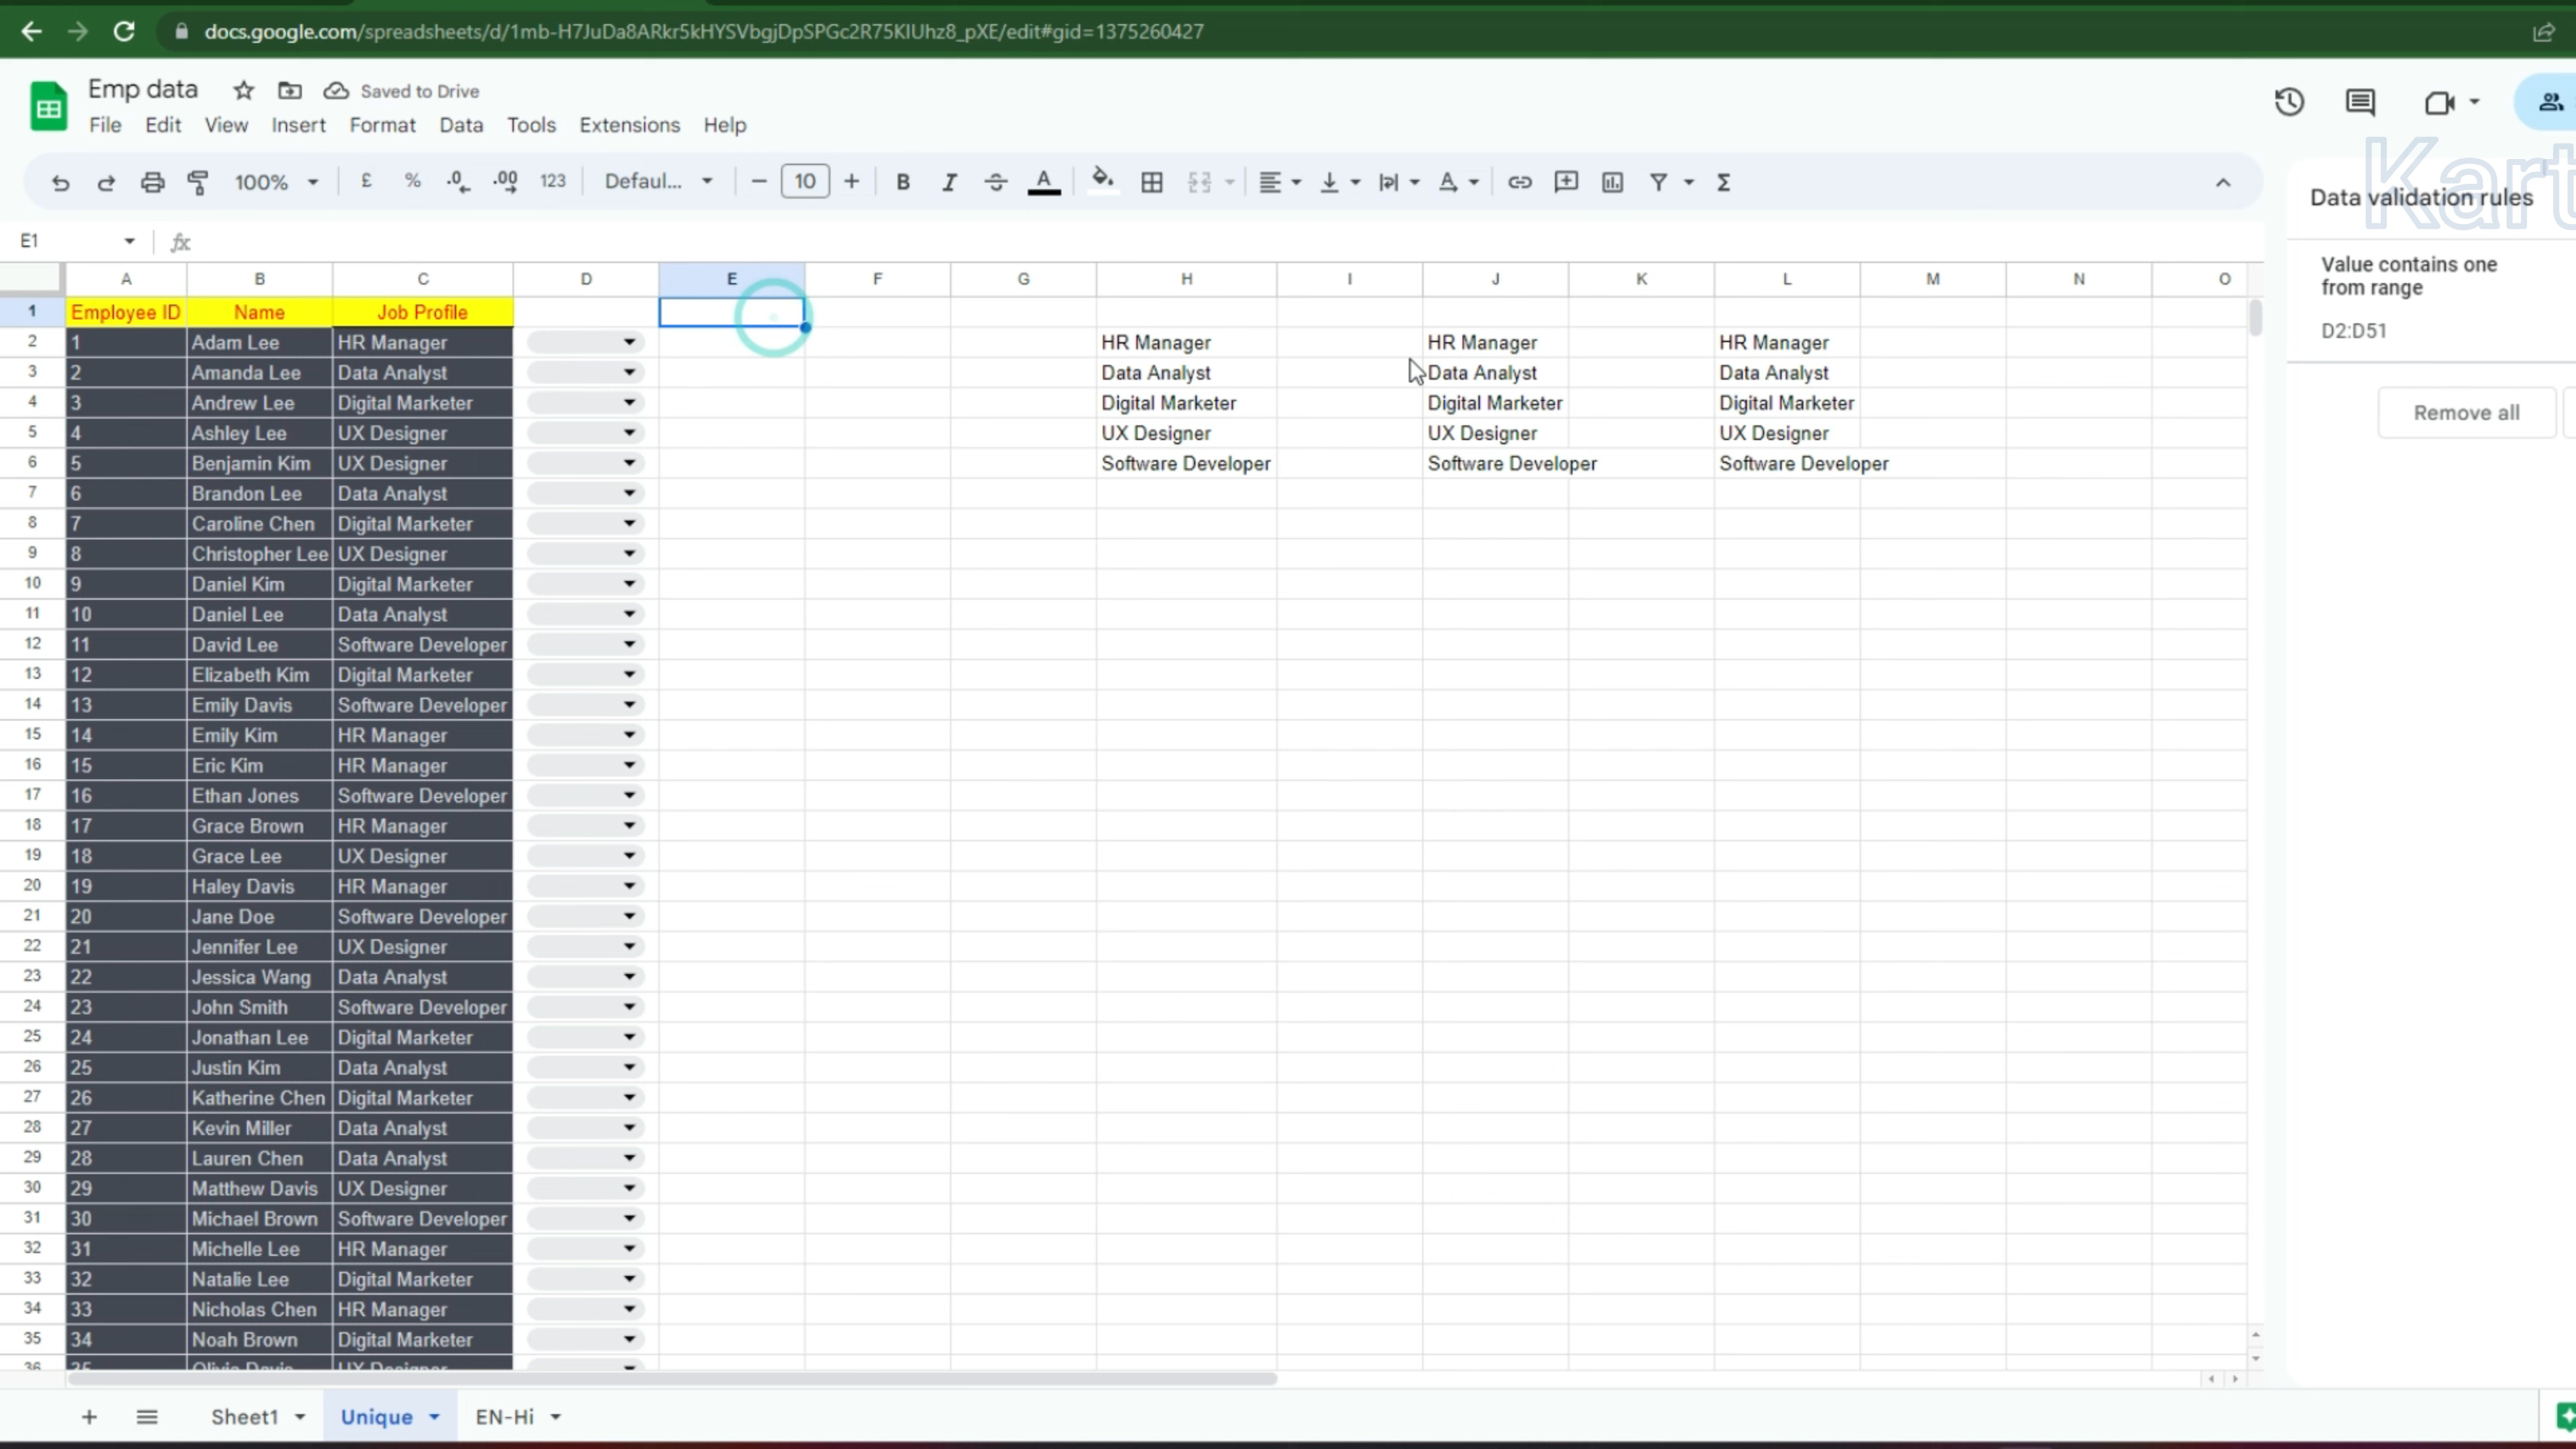 docs.google.com/spreadsheets/d/1mb-H7JuDa8ARkr5kHYSVbgjDpSPGc2R75KIUhz8_pXE/edit#gid=1375260427
Emp data Saved to Drive
File Edit View Insert Format Data Tools Extensions Help
100% £ % .0 .00 123 Defaul... 10 B I A
Kart
Data validation rules
E1 fx
Value contains one
from range
D2:D51
Remove all
A B C D E F G H I J K L M N O
1 Employee ID Name Job Profile
2 1 Adam Lee HR Manager HR Manager HR Manager HR Manager
3 2 Amanda Lee Data Analyst Data Analyst Data Analyst Data Analyst
4 3 Andrew Lee Digital Marketer Digital Marketer Digital Marketer Digital Marketer
5 4 Ashley Lee UX Designer UX Designer UX Designer UX Designer
6 5 Benjamin Kim UX Designer Software Developer Software Developer Software Developer
7 6 Brandon Lee Data Analyst
8 7 Caroline Chen Digital Marketer
9 8 Christopher Lee UX Designer
10 9 Daniel Kim Digital Marketer
11 10 Daniel Lee Data Analyst
12 11 David Lee Software Developer
13 12 Elizabeth Kim Digital Marketer
14 13 Emily Davis Software Developer
15 14 Emily Kim HR Manager
16 15 Eric Kim HR Manager
17 16 Ethan Jones Software Developer
18 17 Grace Brown HR Manager
19 18 Grace Lee UX Designer
20 19 Haley Davis HR Manager
21 20 Jane Doe Software Developer
22 21 Jennifer Lee UX Designer
23 22 Jessica Wang Data Analyst
24 23 John Smith Software Developer
25 24 Jonathan Lee Digital Marketer
26 25 Justin Kim Data Analyst
27 26 Katherine Chen Digital Marketer
28 27 Kevin Miller Data Analyst
29 28 Lauren Chen Data Analyst
30 29 Matthew Davis UX Designer
31 30 Michael Brown Software Developer
32 31 Michelle Lee HR Manager
33 32 Natalie Lee Digital Marketer
34 33 Nicholas Chen HR Manager
35 34 Noah Brown Digital Marketer
36 35 Olivia Davis UX Designer
Sheet1 Unique EN-Hi